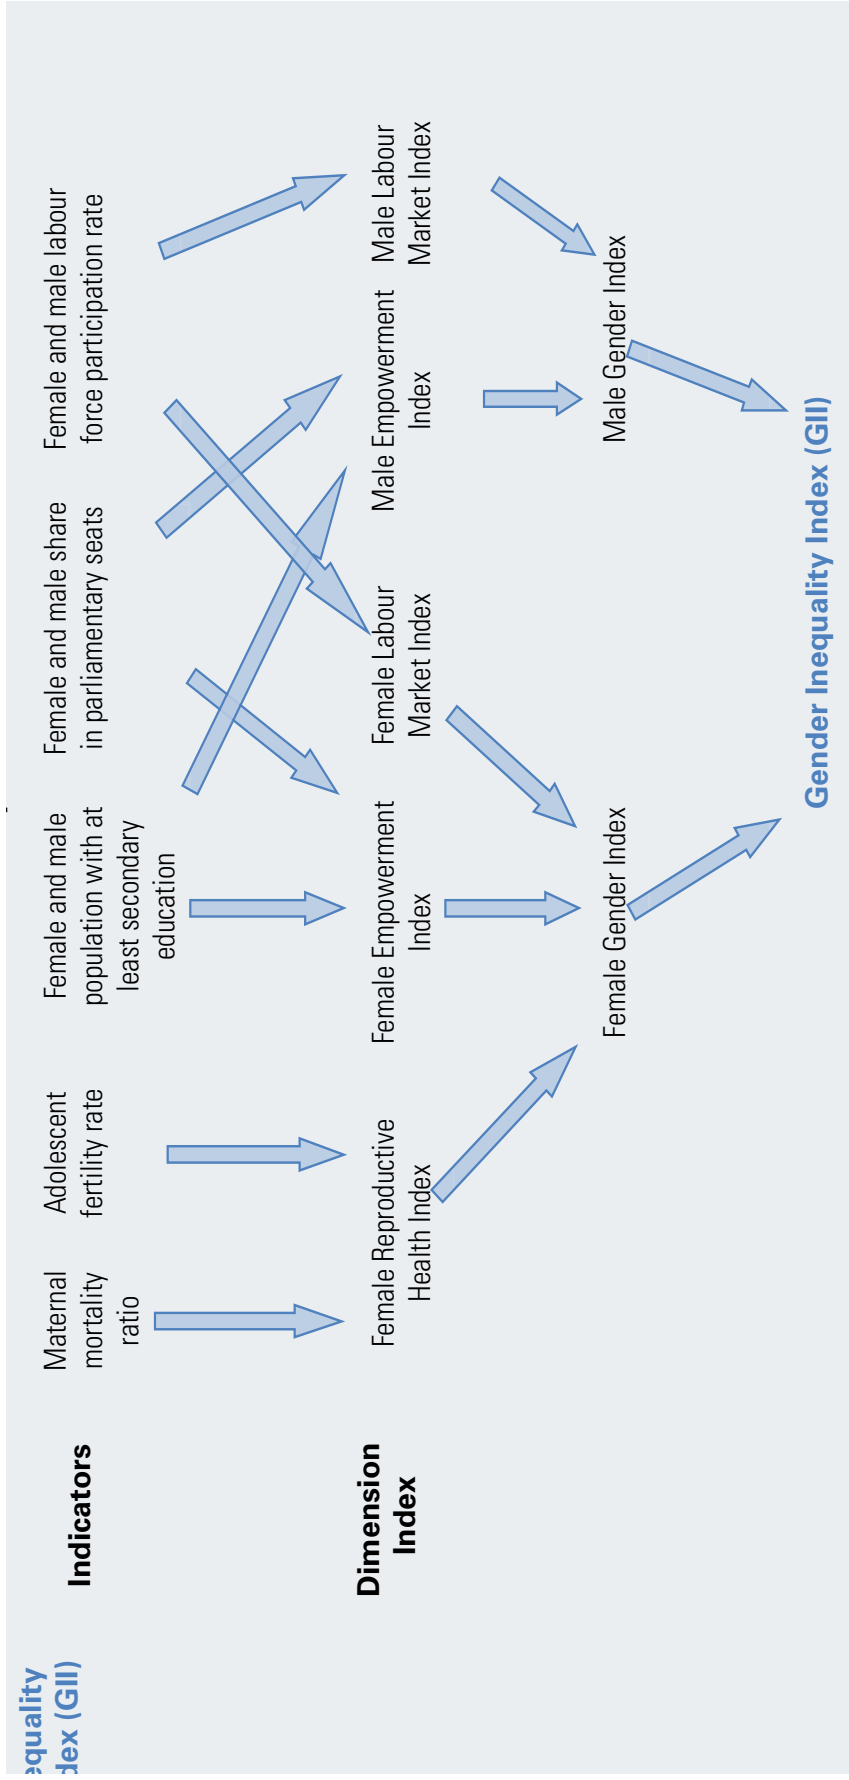 equality
dex (GII)
Indicators
Maternal
mortality
ratio
Adolescent
fertility rate
Female and male
population with at
least secondary
education
Female and male share
in parliamentary seats
Female and male labour
force participation rate
Dimension
Index
Female Reproductive
Health Index
Female Empowerment
Index
Female Labour
Market Index
Male Empowerment
Index
Male Labour
Market Index
Female Gender Index
Male Gender Index
Gender Inequality Index (GII)